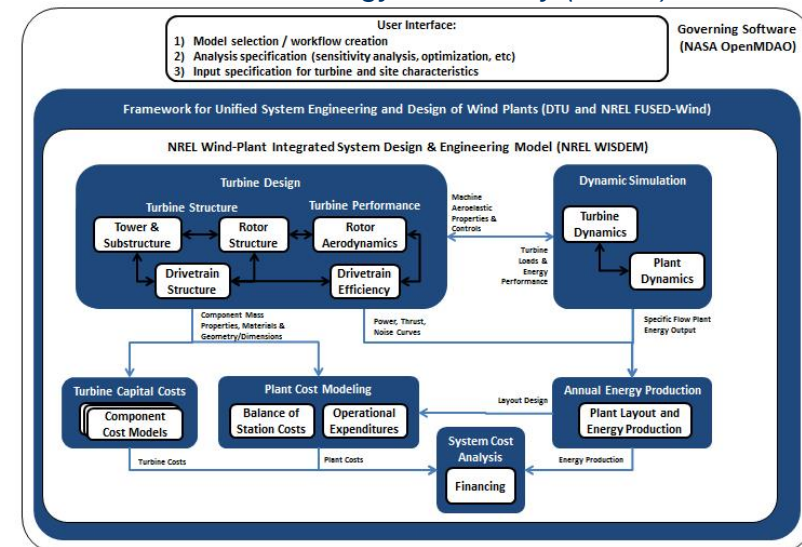 User Interface:
1) Model selection / workflow creation
2) Analysis specification (sensitivity analysis, optimization, etc)
3) Input specification for turbine and site characteristics
Governing Software
(NASA OpenMDAO)
Framework for Unified System Engineering and Design of Wind Plants (DTU and NREL FUSED-Wind)
NREL Wind-Plant Integrated System Design & Engineering Model (NREL WISDEM)
Turbine Design
Turbine Structure
Turbine Performance
Tower &
Substructure
Rotor
Structure
Rotor
Aerodynamics
Drivetrain
Structure
Drivetrain
Efficiency
Machine
Aeroelastic
Properties &
Controls
Turbine
Loads &
Energy
Performance
Dynamic Simulation
Turbine
Dynamics
Plant
Dynamics
Component Mass
Properties, Materials &
Geometry/Dimensions
Power, Thrust,
Noise Curves
Specific Flow Plant
Energy Output
Turbine Capital Costs
Component
Cost Models
Plant Cost Modeling
Balance of
Station Costs
Operational
Expenditures
Layout Design
Annual Energy Production
Plant Layout and
Energy Production
System Cost
Analysis
Financing
Turbine Costs
Plant Costs
Energy Production